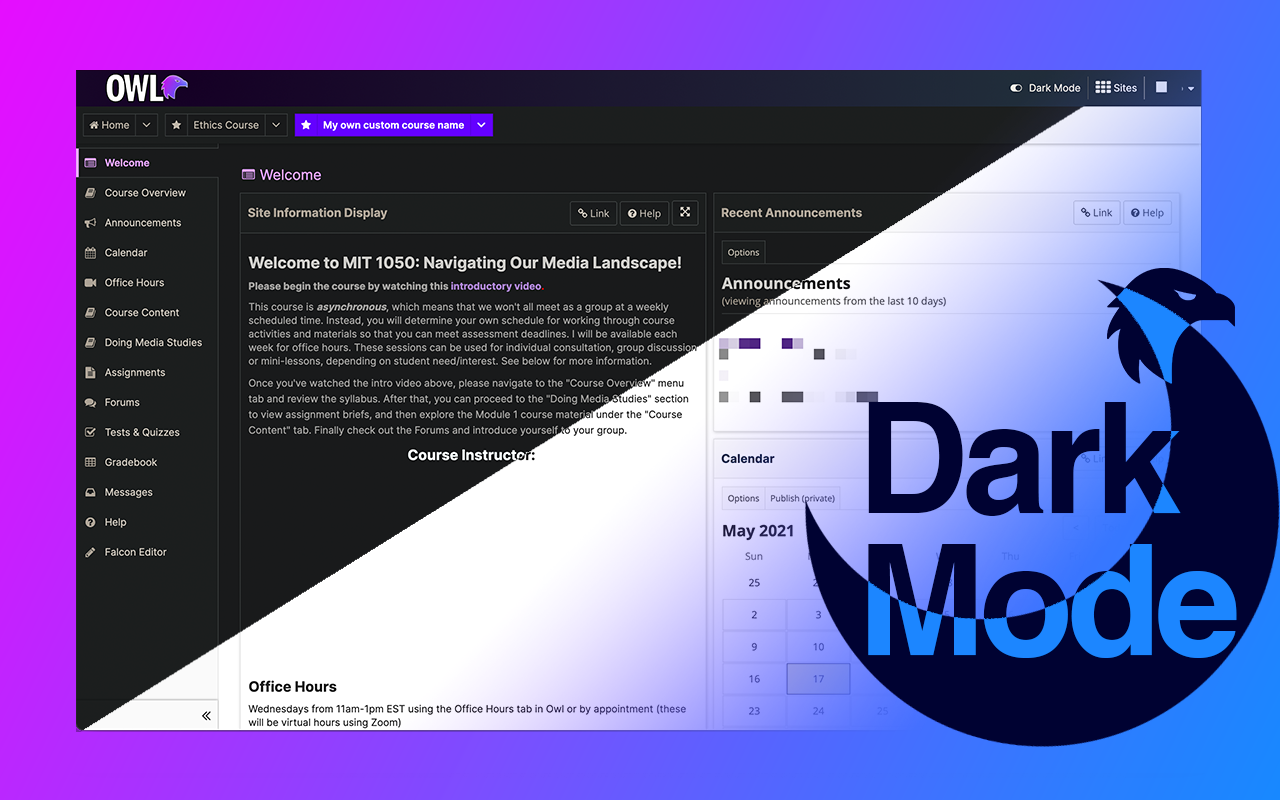 OWL
Dark Mode
Sites
Home
Ethics Course
My own custom course name
Welcome
Course Overview
Announcements
Calendar
Office Hours
Course Content
Doing Media Studies
Assignments
Forums
Tests & Quizzes
Gradebook
Messages
Help
Falcon Editor
Welcome
Site Information Display
Link
Help
Welcome to MIT 1050: Navigating Our Media Landscape!
Please begin the course by watching this introductory video.
This course is asynchronous, which means that we won't all meet as a group at a weekly
scheduled time. Instead, you will determine your own schedule for working through course
activities and materials so that you can meet assessment deadlines. I will be available each
week for office hours. These sessions can be used for individual consultation, group discussion
or mini-lessons, depending on student need/interest. See below for more information.
Once you've watched the intro video above, please navigate to the "Course Overview" menu
tab and review the syllabus. After that, you can proceed to the "Doing Media Studies" section
to view assignment briefs, and then explore the Module 1 course material under the "Course
Content" tab. Finally check out the Forums and introduce yourself to your group.
Course Instructor:
Office Hours
Wednesdays from 11am-1pm EST using the Office Hours tab in Owl or by appointment (these
will be virtual hours using Zoom)
Recent Announcements
Link
Help
Options
Announcements
(viewing announcements from the last 10 days)
Calendar
Options
Publish (private)
May 2021
Sun
Thu
25
2 3
9 10
16 17
23 24 25
Dark
Mode